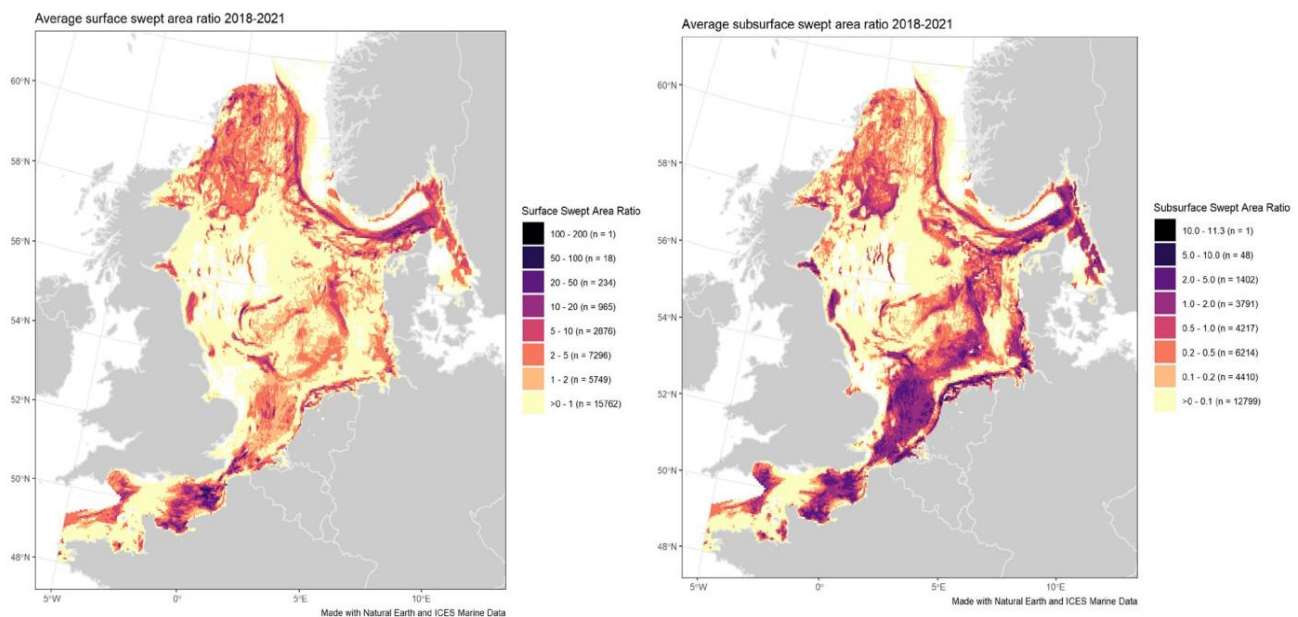 Average surface swept area ratio 2018-2021
60°N
58°N
56°N
54°N
52°N
50°N
48°N
5°W
0°
5°E
10°E
Surface Swept Area Ratio
100 - 200 (n = 1)
50 - 100 (n = 18)
20 - 50 (n = 234)
10 - 20 (n = 965)
5 - 10 (n = 2876)
2 - 5 (n = 7296)
1 - 2 (n = 5749)
>0 - 1 (n = 15762)
Made with Natural Earth and ICES Marine Data
Average subsurface swept area ratio 2018-2021
60°N
58°N
56°N
54°N
52°N
50°N
48°N
5°W
0°
5°E
10°E
Subsurface Swept Area Ratio
10.0 - 11.3 (n = 1)
5.0 - 10.0 (n = 48)
2.0 - 5.0 (n = 1402)
1.0 - 2.0 (n = 3791)
0.5 - 1.0 (n = 4217)
0.2 - 0.5 (n = 6214)
0.1 - 0.2 (n = 4410)
>0 - 0.1 (n = 12799)
Made with Natural Earth and ICES Marine Data